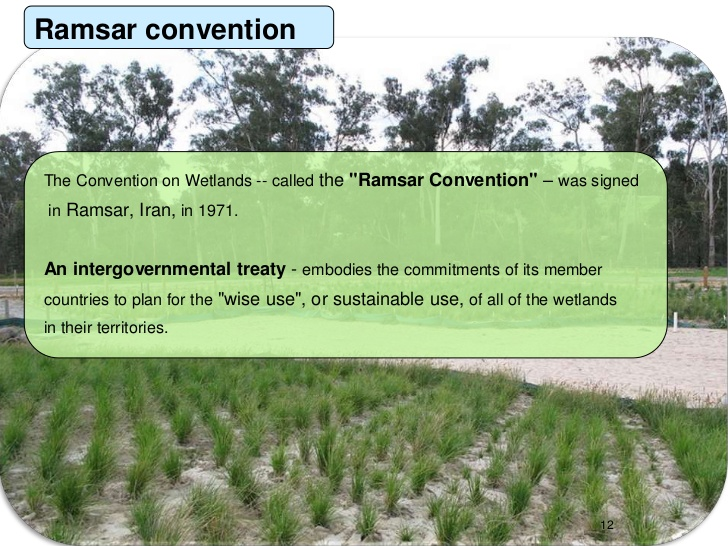 Ramsar convention
The Convention on Wetlands -- called the "Ramsar Convention" – was signed
in Ramsar, Iran, in 1971.
An intergovernmental treaty - embodies the commitments of its member
countries to plan for the "wise use", or sustainable use, of all of the wetlands
in their territories.
12